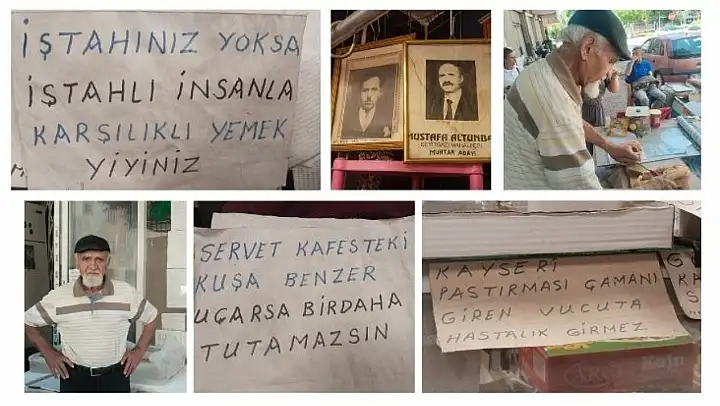 İŞTAHINIZ YOKSA
İŞTAHLI İNSANLA
KARŞILIKLI YEMEK
YİYİNİZ
MUSTAFA ALTUNBA
MUHTAR ADAYI
SERVET KAFESTEKİ
KUŞA BENZER
UÇARSA BİRDAHA
TUTAMAZSIN
KAYSERİ
PASTIRMASI ÇAMANI
GİREN VUCUTA
HASTALIK GİRMEZ